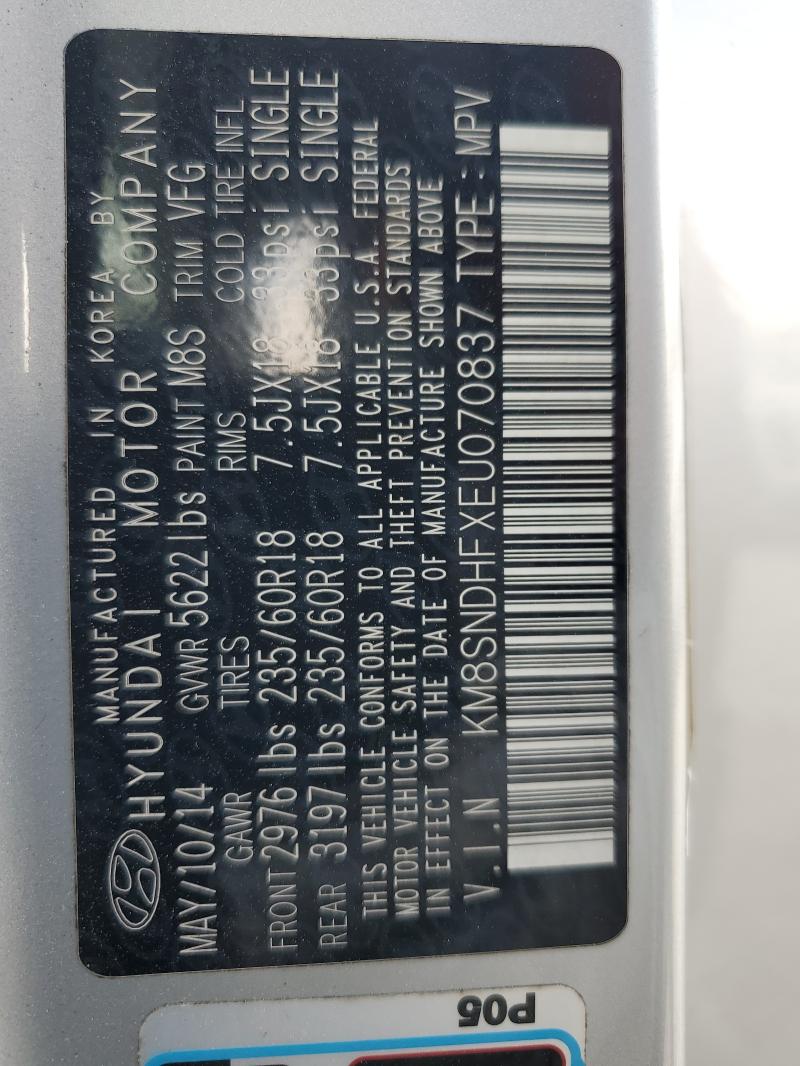 MANUFACTURED IN KOREA BY
HYUNDAI MOTOR COMPANY
MAY/10/14 GVWR 5622 lbs PAINT M8S TRIM VFG
GAWR TIRES RIMS COLD TIRE INFL
FRONT 2976 lbs 235/60R18 7.5JX18 33psi SINGLE
REAR 3197 lbs 235/60R18 7.5JX18 33psi SINGLE
THIS VEHICLE CONFORMS TO ALL APPLICABLE U.S.A. FEDERAL
MOTOR VEHICLE SAFETY AND THEFT PREVENTION STANDARDS
IN EFFECT ON THE DATE OF MANUFACTURE SHOWN ABOVE
V.I.N KM8SNDHFXEU070837 TYPE: MPV
P05